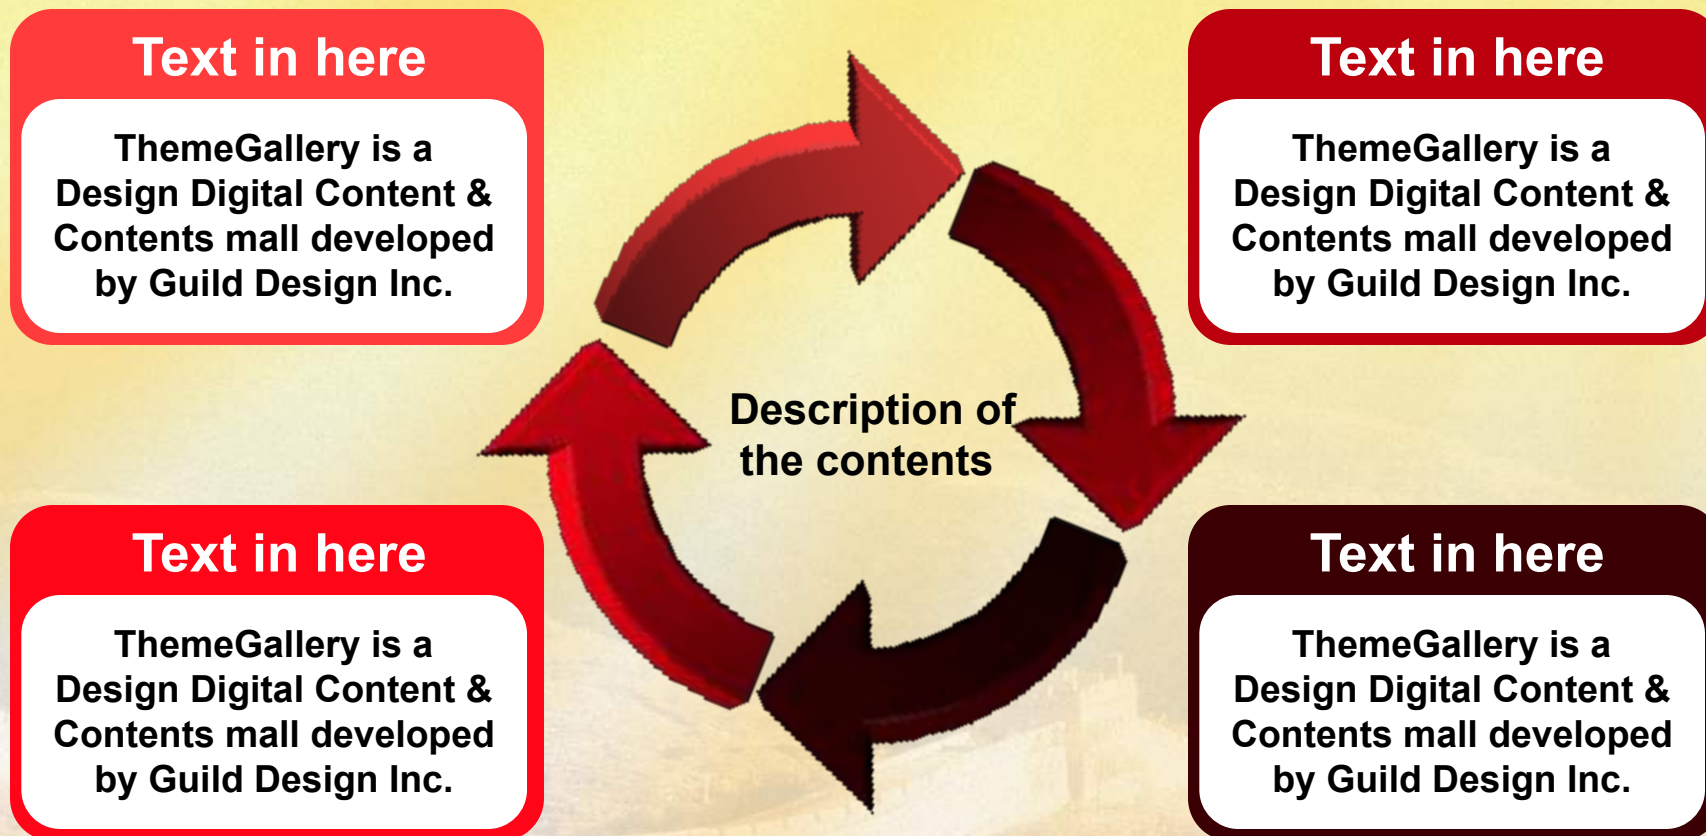 Text in here
ThemeGallery is a
Design Digital Content &
Contents mall developed
by Guild Design Inc.
Text in here
ThemeGallery is a
Design Digital Content &
Contents mall developed
by Guild Design Inc.
Description of
the contents
Text in here
ThemeGallery is a
Design Digital Content &
Contents mall developed
by Guild Design Inc.
Text in here
ThemeGallery is a
Design Digital Content &
Contents mall developed
by Guild Design Inc.